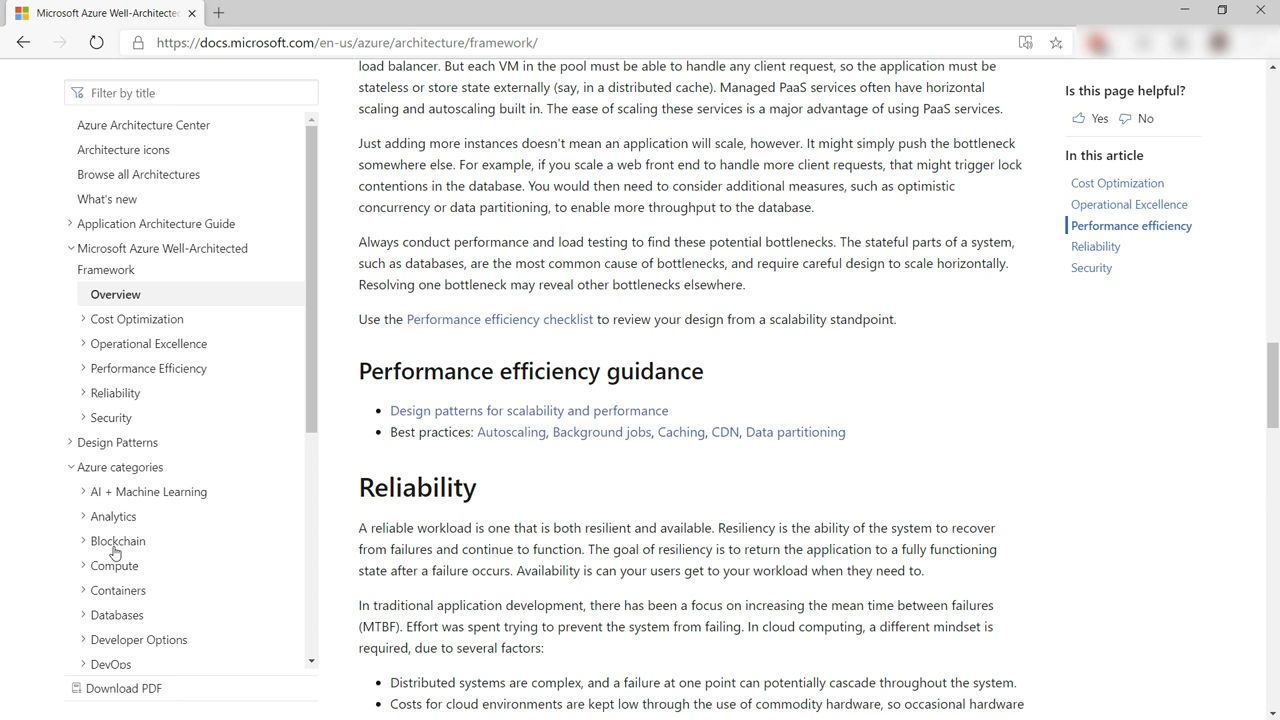 Microsoft Azure Well-Architected
https://docs.microsoft.com/en-us/azure/architecture/framework/
Filter by title
Azure Architecture Center
Architecture icons
Browse all Architectures
What's new
Application Architecture Guide
Microsoft Azure Well-Architected
Framework
Overview
Cost Optimization
Operational Excellence
Performance Efficiency
Reliability
Security
Design Patterns
Azure categories
AI + Machine Learning
Analytics
Blockchain
Compute
Containers
Databases
Developer Options
DevOps
Download PDF
load balancer. But each VM in the pool must be able to handle any client request, so the application must be
stateless or store state externally (say, in a distributed cache). Managed PaaS services often have horizontal
scaling and autoscaling built in. The ease of scaling these services is a major advantage of using PaaS services.
Just adding more instances doesn't mean an application will scale, however. It might simply push the bottleneck
somewhere else. For example, if you scale a web front end to handle more client requests, that might trigger lock
contentions in the database. You would then need to consider additional measures, such as optimistic
concurrency or data partitioning, to enable more throughput to the database.
Always conduct performance and load testing to find these potential bottlenecks. The stateful parts of a system,
such as databases, are the most common cause of bottlenecks, and require careful design to scale horizontally.
Resolving one bottleneck may reveal other bottlenecks elsewhere.
Use the Performance efficiency checklist to review your design from a scalability standpoint.
Performance efficiency guidance
• Design patterns for scalability and performance
• Best practices: Autoscaling, Background jobs, Caching, CDN, Data partitioning
Reliability
A reliable workload is one that is both resilient and available. Resiliency is the ability of the system to recover
from failures and continue to function. The goal of resiliency is to return the application to a fully functioning
state after a failure occurs. Availability is can your users get to your workload when they need to.
In traditional application development, there has been a focus on increasing the mean time between failures
(MTBF). Effort was spent trying to prevent the system from failing. In cloud computing, a different mindset is
required, due to several factors:
• Distributed systems are complex, and a failure at one point can potentially cascade throughout the system.
• Costs for cloud environments are kept low through the use of commodity hardware, so occasional hardware
Is this page helpful?
Yes No
In this article
Cost Optimization
Operational Excellence
Performance efficiency
Reliability
Security